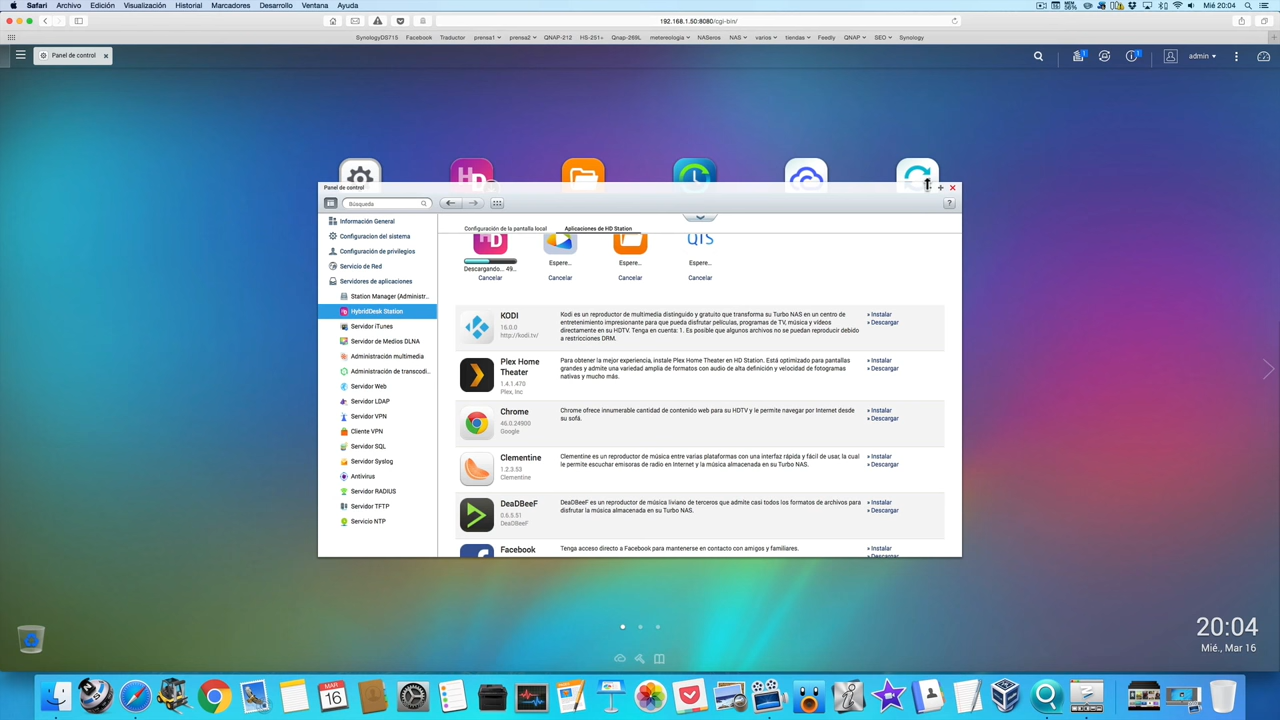 Safari Archivo Edición Visualización Historial Marcadores Desarrollo Ventana Ayuda
Mié 20:04
192.168.1.50:8080/cgi-bin/
SynologyDS715 Facebook Traductor prensa1 prensa2 QNAP-212 HS-251+ Qnap-269L metereologia NASeros NAS varios tiendas Feedly QNAP SEO Synology
Panel de control
admin
Panel de control
Búsqueda
Información General
Configuracion del sistema
Configuración de privilegios
Servicio de Red
Servidores de aplicaciones
Station Manager (Administr...
HybridDesk Station
Servidor iTunes
Servidor de Medios DLNA
Administración multimedia
Administración de transcodi...
Servidor Web
Servidor LDAP
Servidor VPN
Cliente VPN
Servidor SQL
Servidor Syslog
Antivirus
Servidor RADIUS
Servidor TFTP
Servicio NTP
Configuración de la pantalla local
Aplicaciones de HD Station
Descargando... 49...
Cancelar
Espere...
Cancelar
Espere...
Cancelar
Espere...
Cancelar
KODI
16.0.0
http://kodi.tv/
Kodi es un reproductor de multimedia distinguido y gratuito que transforma su Turbo NAS en un centro de
entretenimiento impresionante para que pueda disfrutar películas, programas de TV, música y vídeos
directamente en su HDTV. Tenga en cuenta: 1. Es posible que algunos archivos no se puedan reproducir debido
a restricciones DRM.
» Instalar
» Descargar
Plex Home
Theater
1.4.1.470
Plex, Inc
Para obtener la mejor experiencia, instale Plex Home Theater en HD Station. Está optimizado para pantallas
grandes y admite una variedad amplia de formatos con audio de alta definición y velocidad de fotogramas
nativas y mucho más.
» Instalar
» Descargar
Chrome
46.0.24900
Google
Chrome ofrece innumerable cantidad de contenido web para su HDTV y le permite navegar por Internet desde
su sofá.
» Instalar
» Descargar
Clementine
1.2.3.53
Clementine
Clementine es un reproductor de música entre varias plataformas con una interfaz rápida y fácil de usar, la cual
le permite escuchar emisoras de radio en Internet y la música almacenada en su Turbo NAS.
» Instalar
» Descargar
DeaDBeeF
0.6.5.51
DeaDBeeF
DeaDBeeF es un reproductor de música liviano de terceros que admite casi todos los formatos de archivos para
disfrutar la música almacenada en su Turbo NAS.
» Instalar
» Descargar
Facebook
Tenga acceso directo a Facebook para mantenerse en contacto con amigos y familiares.
» Instalar
» Descargar
20:04
Mié., Mar 16